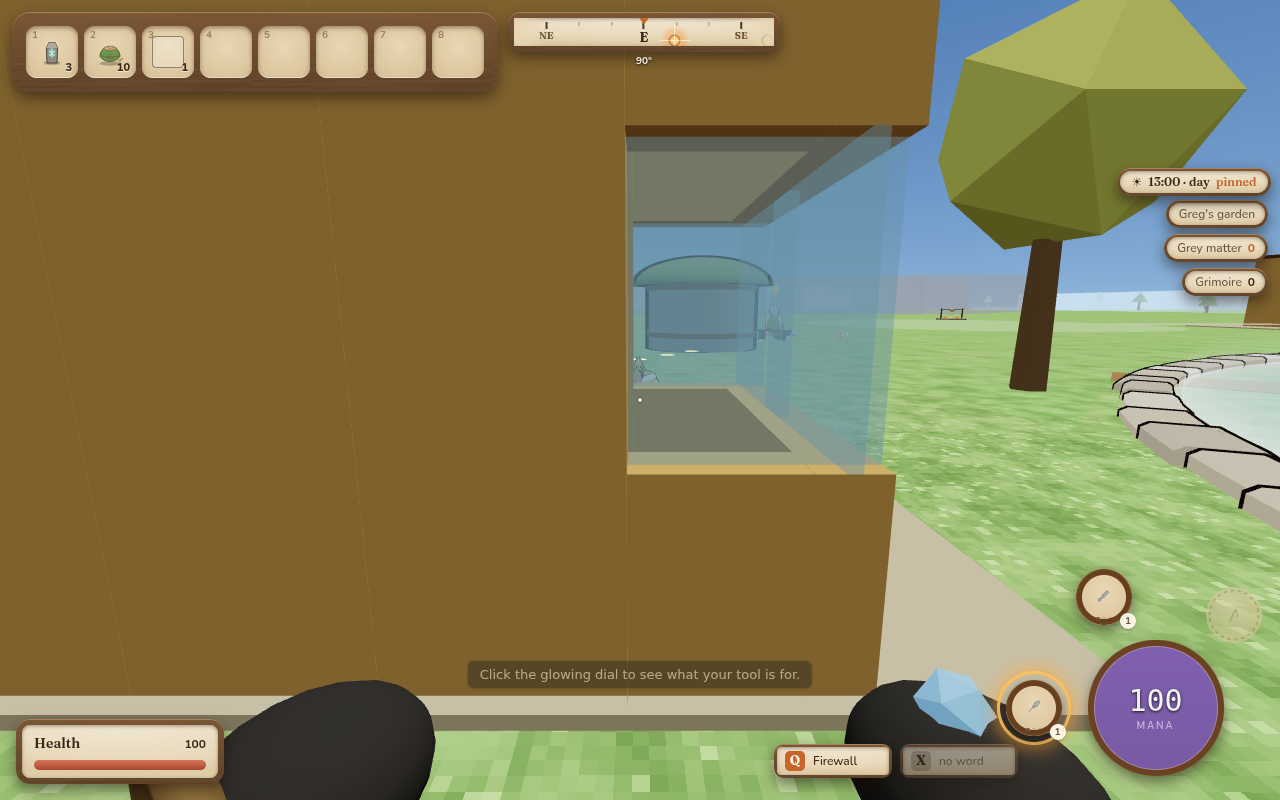 1 2 3 4 5 6 7 8
3 10 1
NE E SE
90°
13:00 · day pinned
Greg's garden
Grey matter 0
Grimoire 0
Click the glowing dial to see what your tool is for.
1
1
100
MANA
Health 100
Q Firewall
X no word